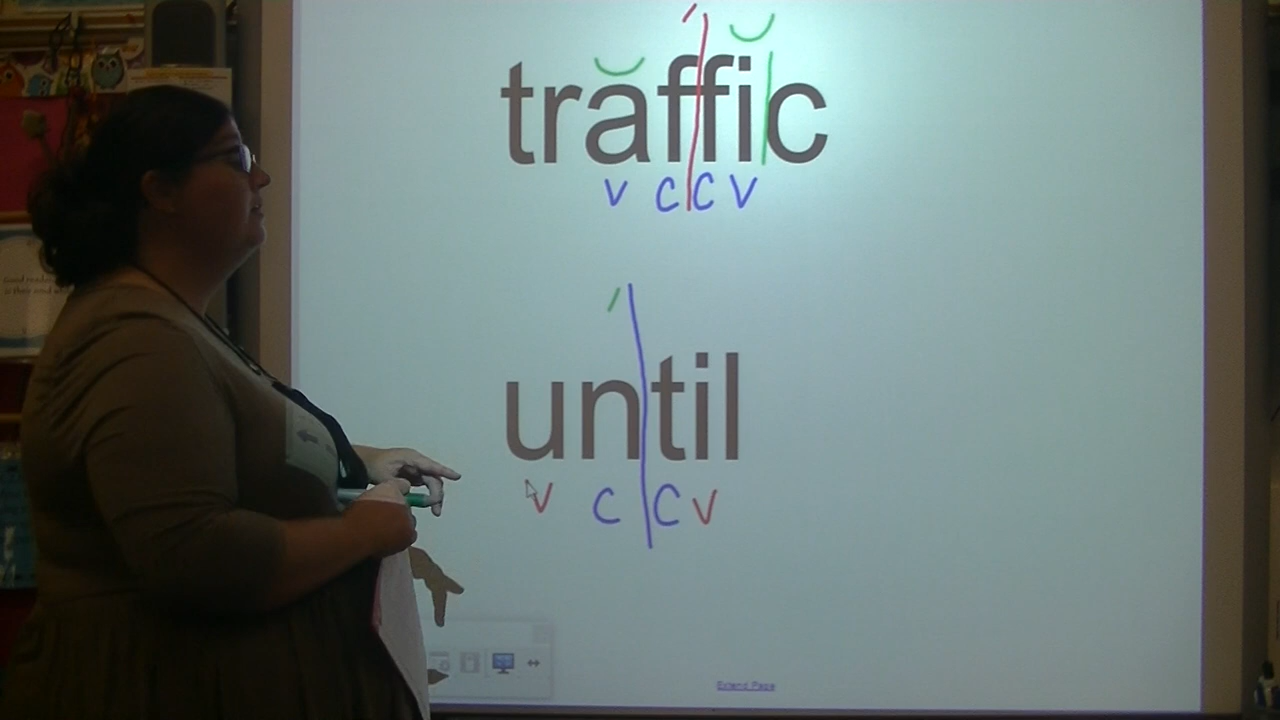 traffic
V C C V
until
V C C V
Extend Page